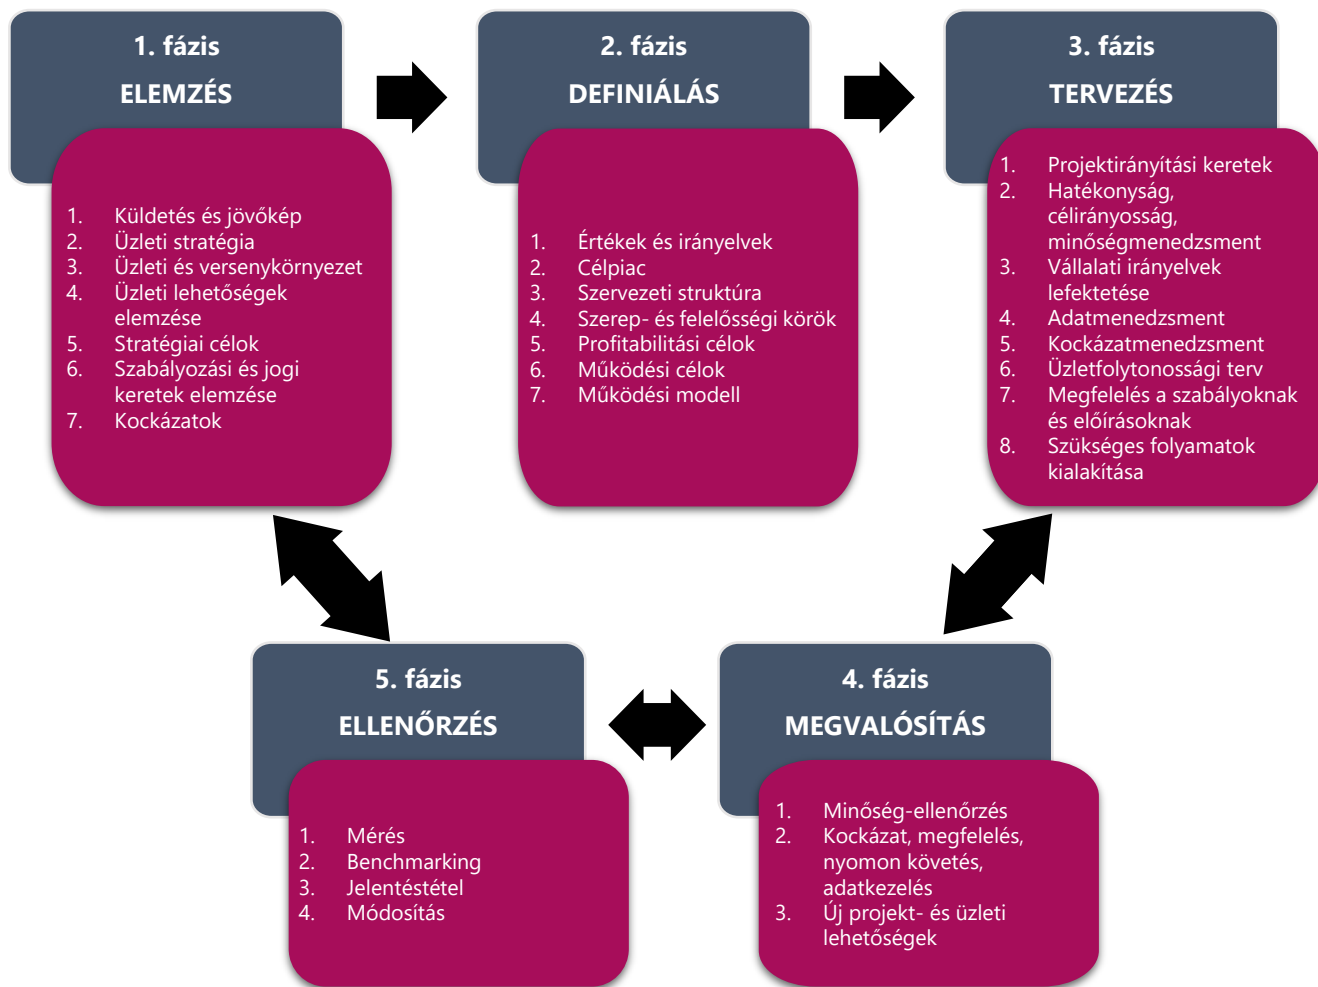 1. fázis
ELEMZÉS
1. Küldetés és jövőkép
2. Üzleti stratégia
3. Üzleti és versenykörnyezet
4. Üzleti lehetőségek
elemzése
5. Stratégiai célok
6. Szabályozási és jogi
keretek elemzése
7. Kockázatok
2. fázis
DEFINIÁLÁS
1. Értékek és irányelvek
2. Célpiac
3. Szervezeti struktúra
4. Szerep- és felelősségi körök
5. Profitabilitási célok
6. Működési célok
7. Működési modell
3. fázis
TERVEZÉS
1. Projektirányítási keretek
2. Hatékonyság,
célirányosság,
minőségmenedzsment
3. Vállalati irányelvek
lefektetése
4. Adatmenedzsment
5. Kockázatmenedzsment
6. Üzletfolytonossági terv
7. Megfelelés a szabályoknak
és előírásoknak
8. Szükséges folyamatok
kialakítása
5. fázis
ELLENŐRZÉS
1. Mérés
2. Benchmarking
3. Jelentéstétel
4. Módosítás
4. fázis
MEGVALÓSÍTÁS
1. Minőség-ellenőrzés
2. Kockázat, megfelelés,
nyomon követés,
adatkezelés
3. Új projekt- és üzleti
lehetőségek